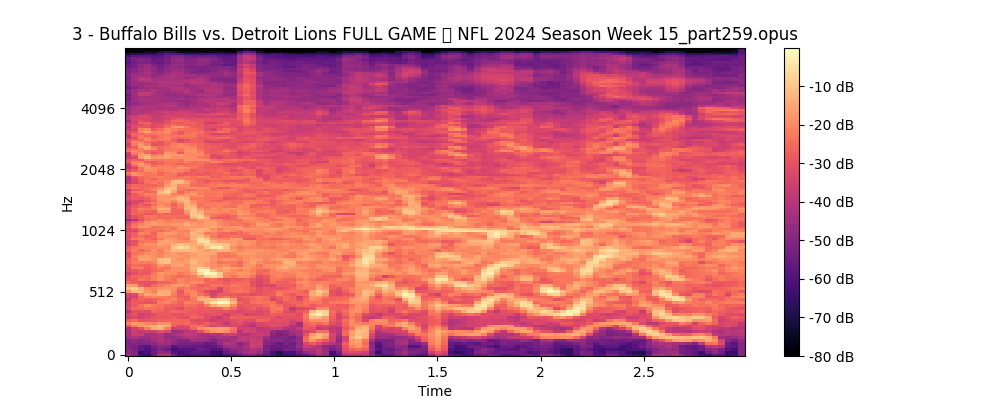 3 - Buffalo Bills vs. Detroit Lions FULL GAME ▯ NFL 2024 Season Week 15_part259.opus
4096
2048
1024
512
0
Hz
0
0.5
1
1.5
2
2.5
Time
-10 dB
-20 dB
-30 dB
-40 dB
-50 dB
-60 dB
-70 dB
-80 dB